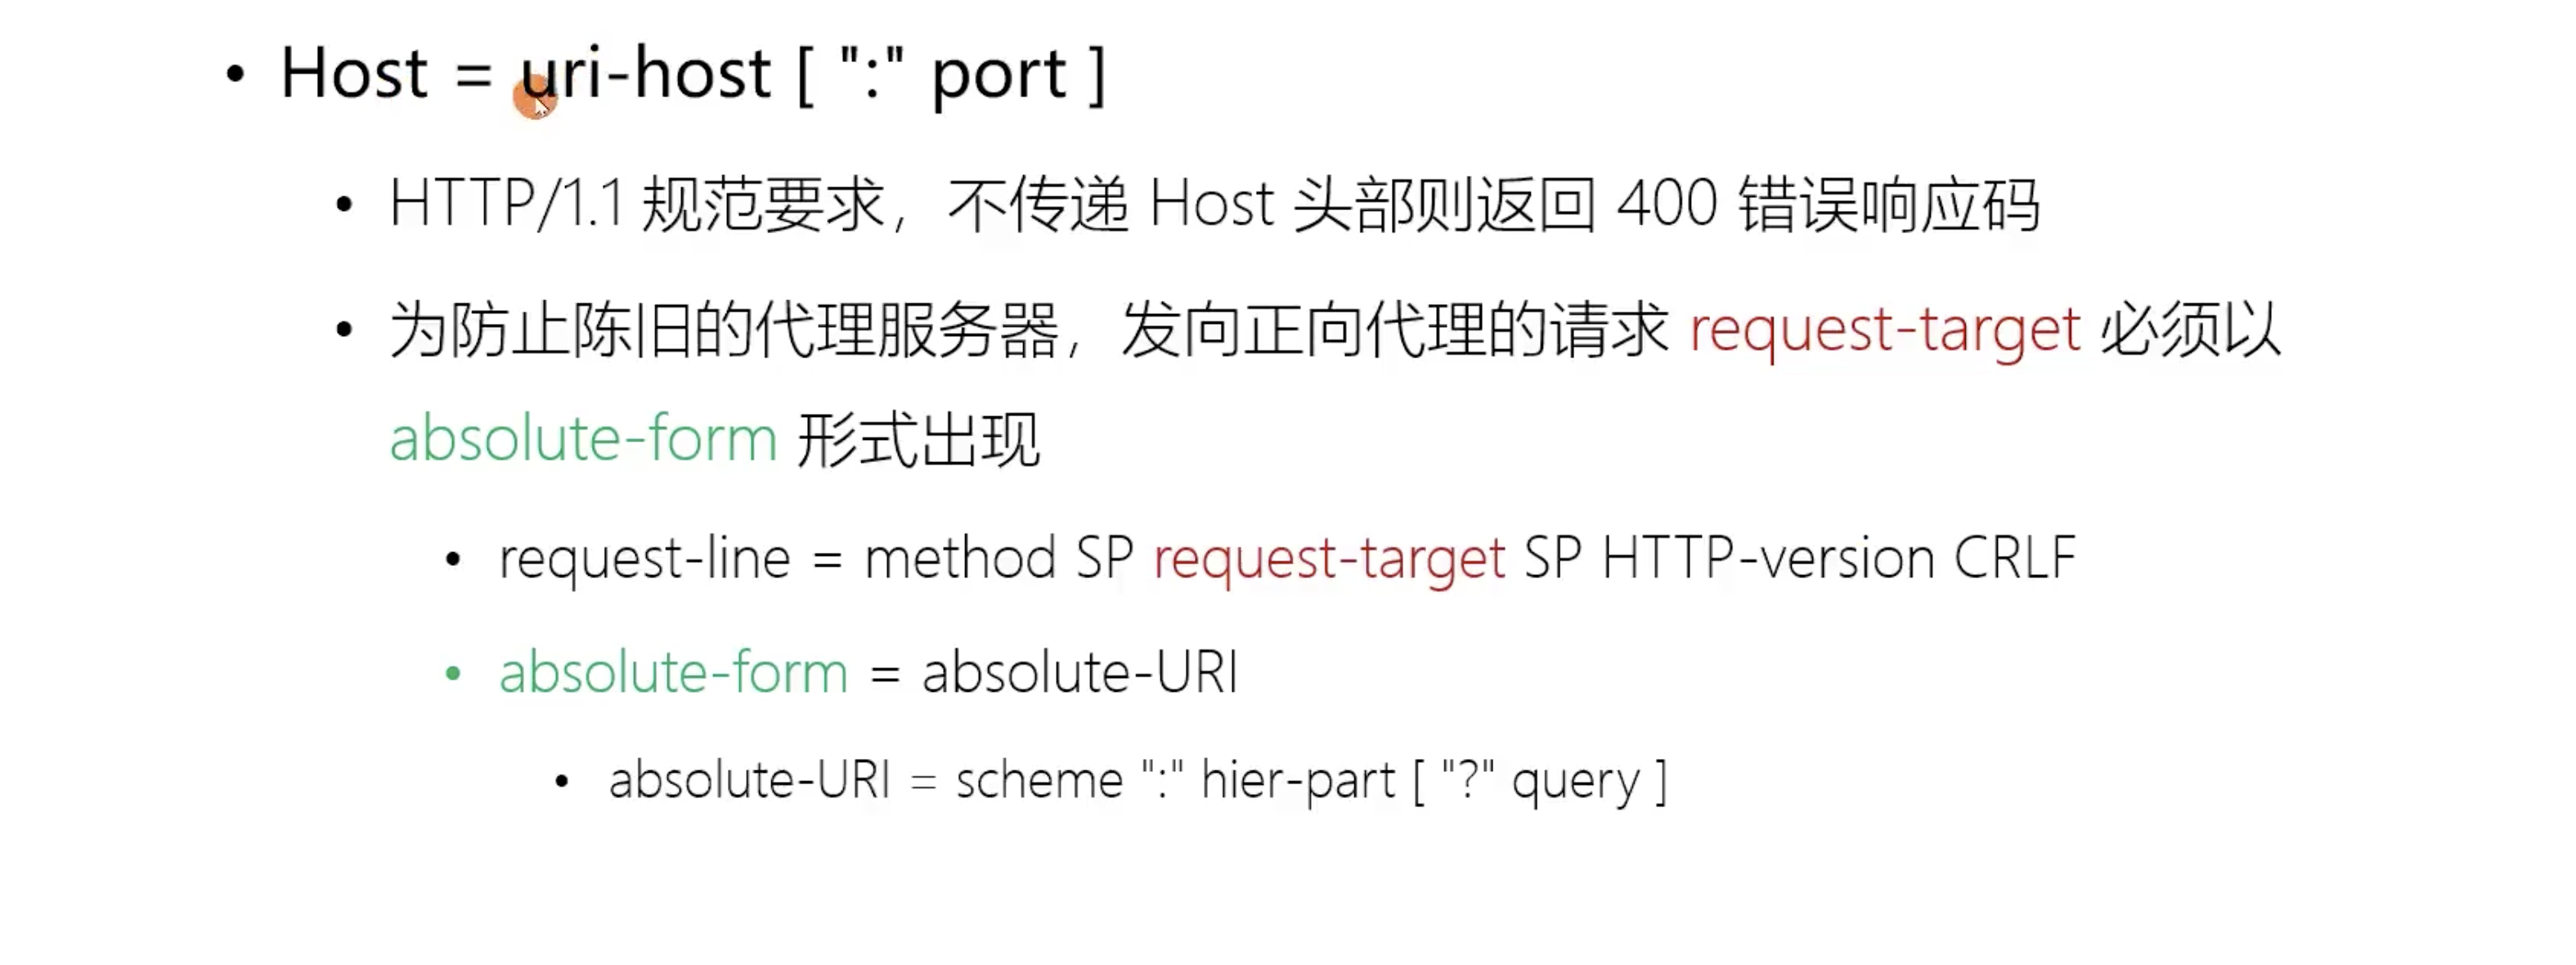 • Host = uri-host [ ":" port ]
• HTTP/1.1 规范要求，不传递 Host 头部则返回 400 错误响应码
• 为防止陈旧的代理服务器，发向正向代理的请求 request-target 必须以
absolute-form 形式出现
• request-line = method SP request-target SP HTTP-version CRLF
• absolute-form = absolute-URI
• absolute-URI = scheme ":" hier-part [ "?" query ]